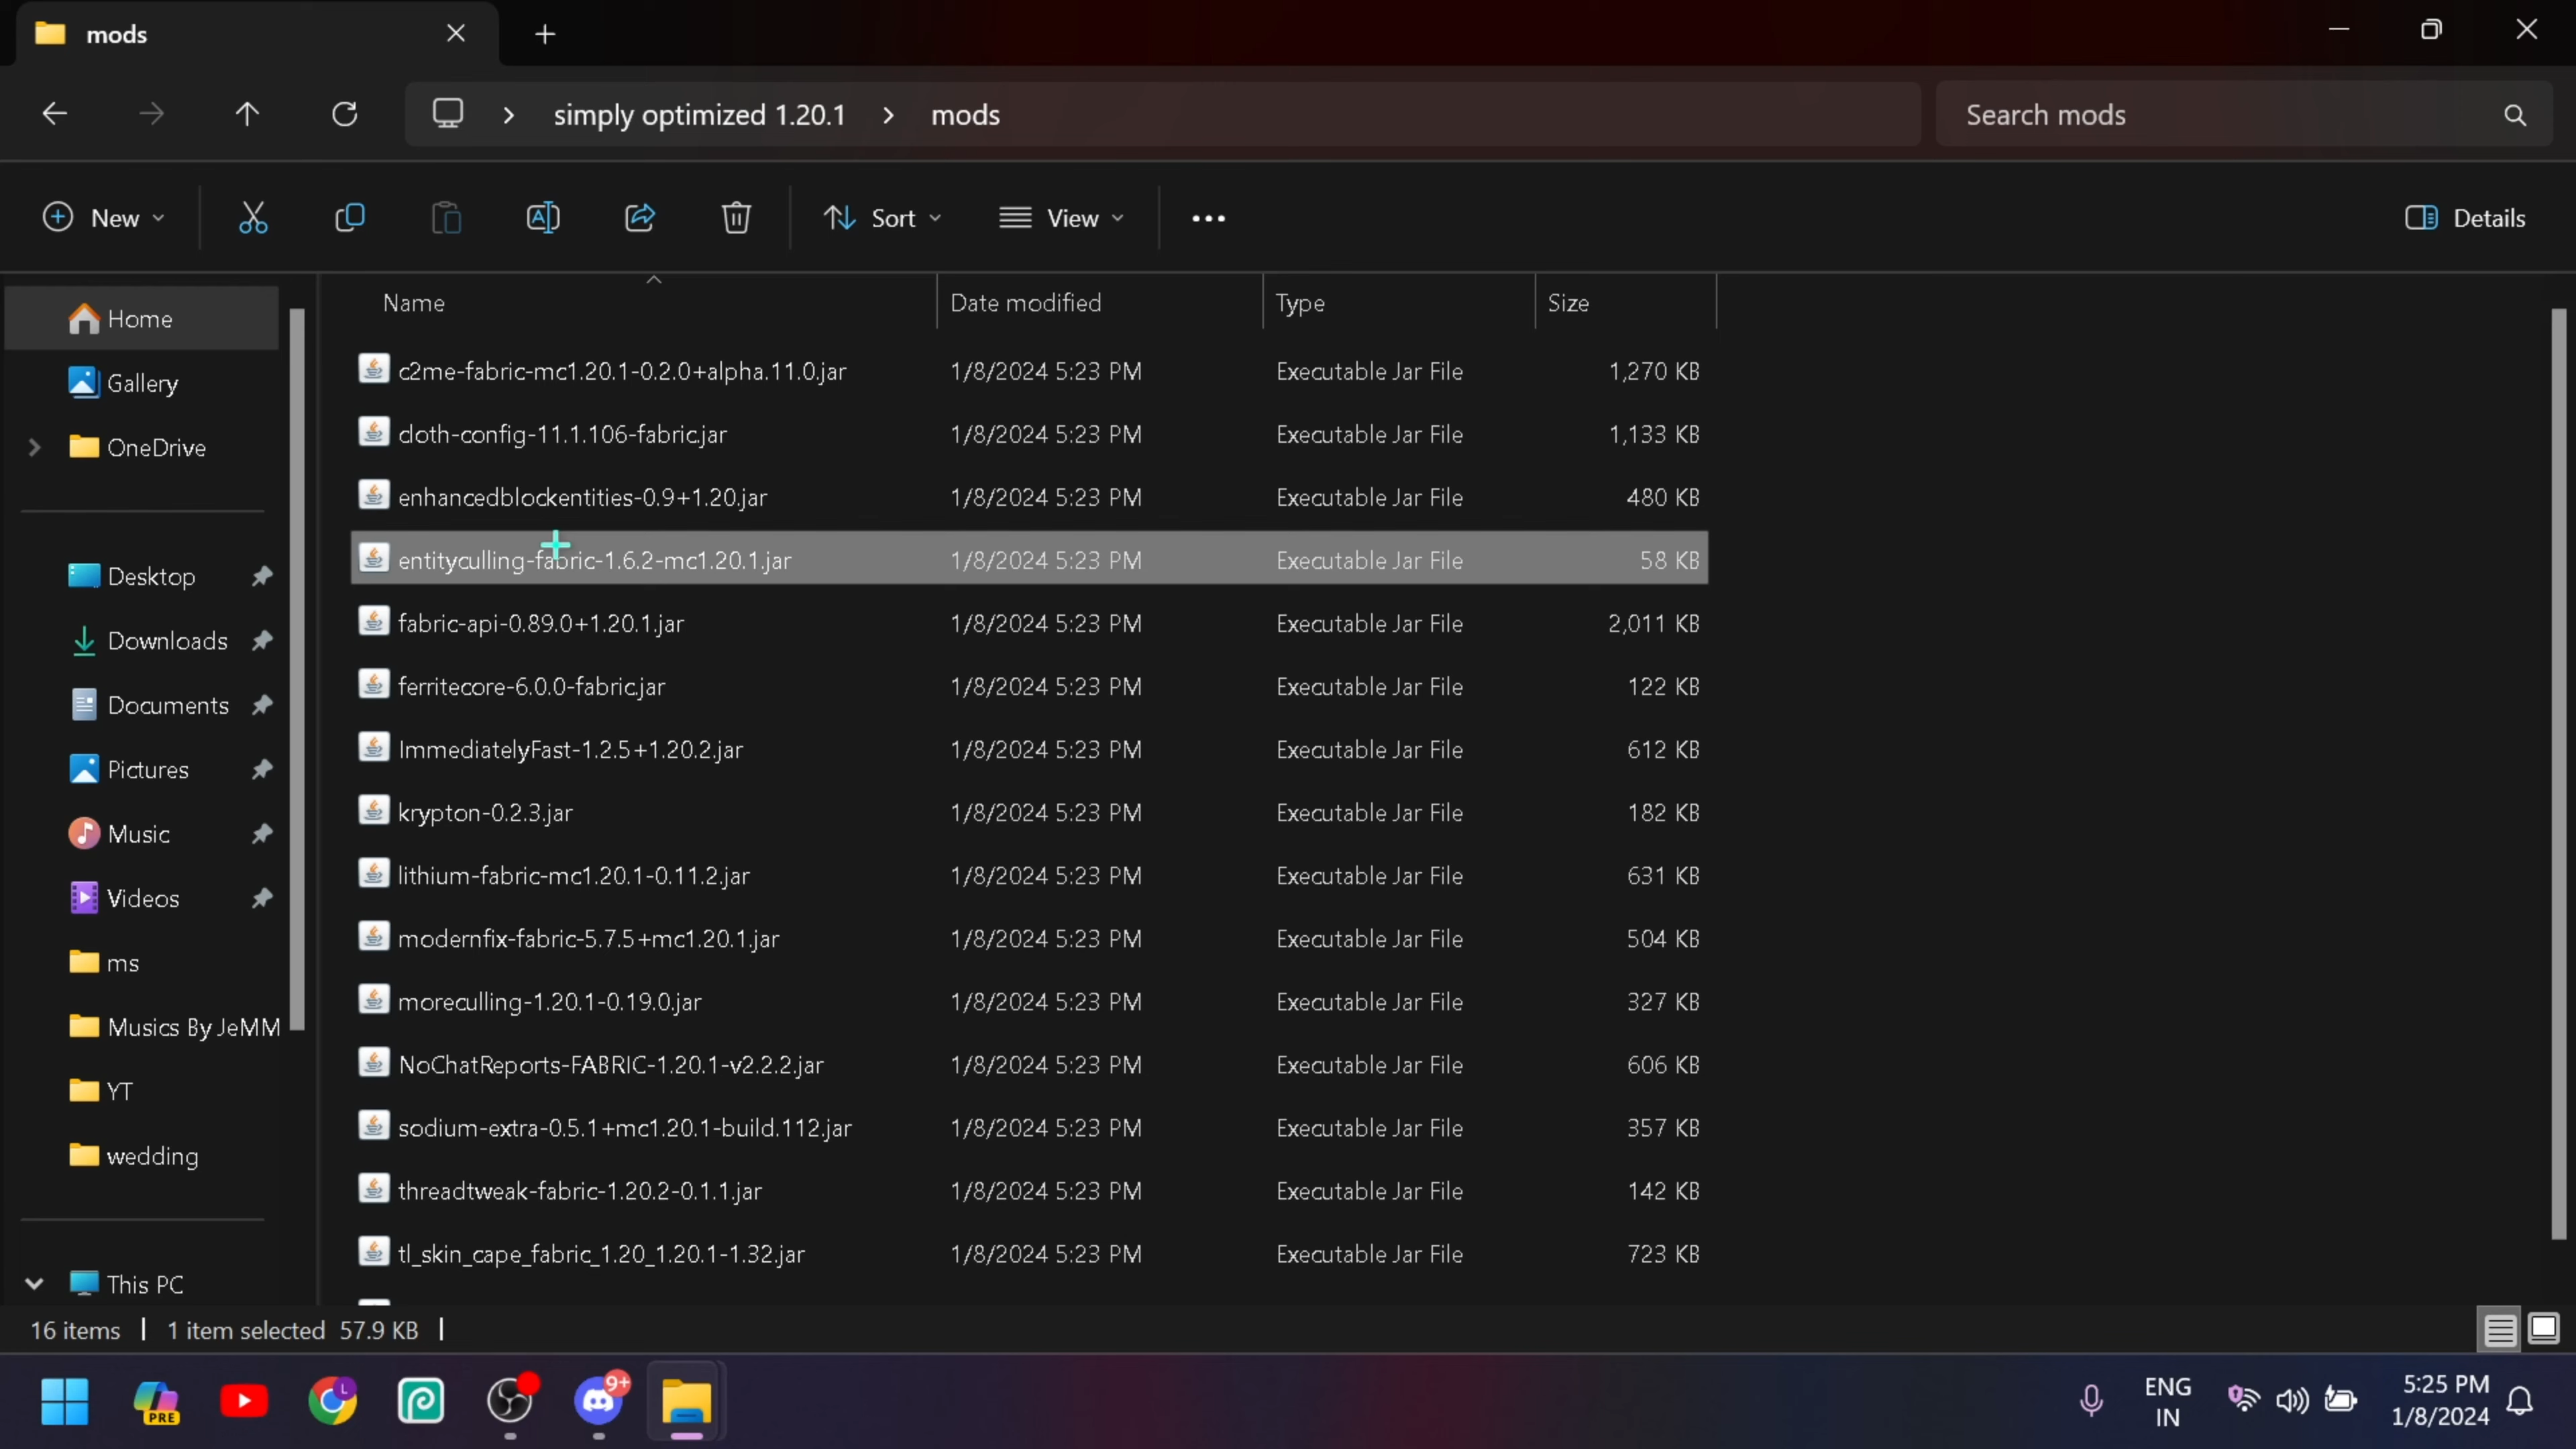 mods
simply optimized 1.20.1 mods
Search mods
New
Sort
View
Details
Name Date modified Type Size
Home
Gallery
OneDrive
Desktop
Downloads
Documents
Pictures
Music
Videos
ms
Musics By JeMM
YT
wedding
This PC
c2me-fabric-mc1.20.1-0.2.0+alpha.11.0.jar 1/8/2024 5:23 PM Executable Jar File 1,270 KB
cloth-config-11.1.106-fabric.jar 1/8/2024 5:23 PM Executable Jar File 1,133 KB
enhancedblockentities-0.9+1.20.jar 1/8/2024 5:23 PM Executable Jar File 480 KB
entityculling-fabric-1.6.2-mc1.20.1.jar 1/8/2024 5:23 PM Executable Jar File 58 KB
fabric-api-0.89.0+1.20.1.jar 1/8/2024 5:23 PM Executable Jar File 2,011 KB
ferritecore-6.0.0-fabric.jar 1/8/2024 5:23 PM Executable Jar File 122 KB
ImmediatelyFast-1.2.5+1.20.2.jar 1/8/2024 5:23 PM Executable Jar File 612 KB
krypton-0.2.3.jar 1/8/2024 5:23 PM Executable Jar File 182 KB
lithium-fabric-mc1.20.1-0.11.2.jar 1/8/2024 5:23 PM Executable Jar File 631 KB
modernfix-fabric-5.7.5+mc1.20.1.jar 1/8/2024 5:23 PM Executable Jar File 504 KB
moreculling-1.20.1-0.19.0.jar 1/8/2024 5:23 PM Executable Jar File 327 KB
NoChatReports-FABRIC-1.20.1-v2.2.2.jar 1/8/2024 5:23 PM Executable Jar File 606 KB
sodium-extra-0.5.1+mc1.20.1-build.112.jar 1/8/2024 5:23 PM Executable Jar File 357 KB
threadtweak-fabric-1.20.2-0.1.1.jar 1/8/2024 5:23 PM Executable Jar File 142 KB
tl_skin_cape_fabric_1.20_1.20.1-1.32.jar 1/8/2024 5:23 PM Executable Jar File 723 KB
16 items 1 item selected 57.9 KB
PRE
L
9+
ENG
IN
5:25 PM
1/8/2024